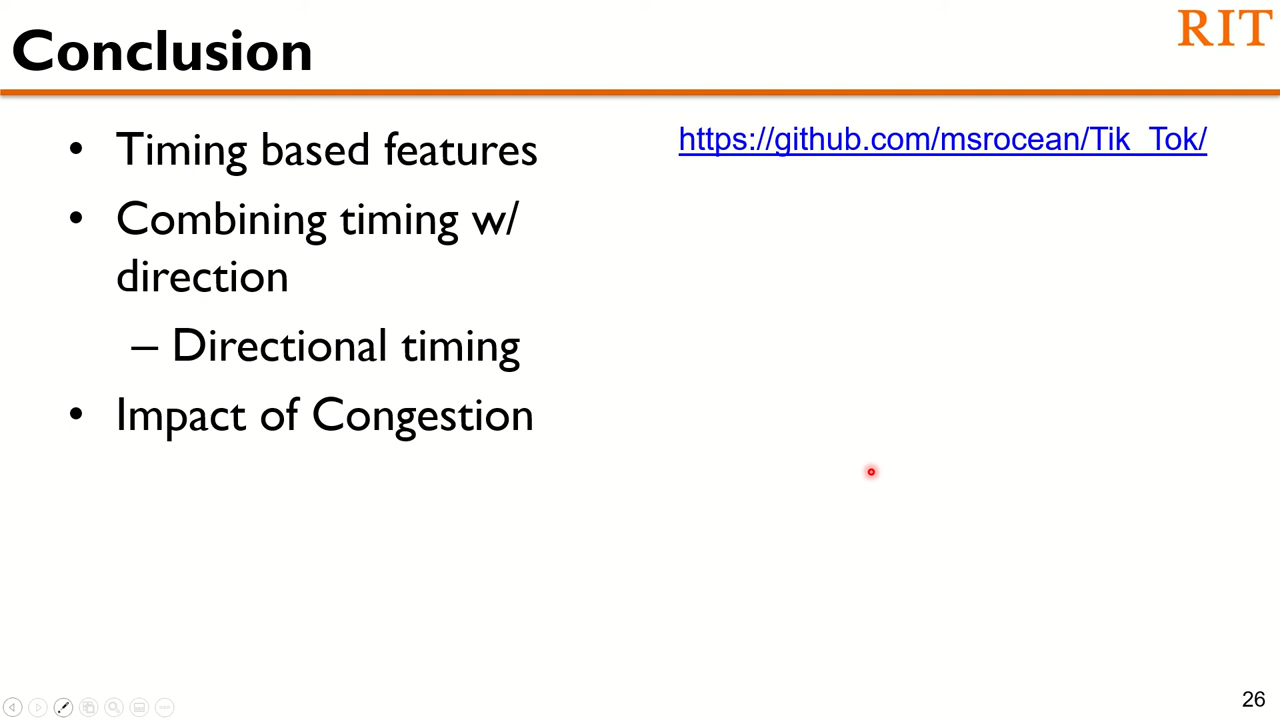 Conclusion
RIT
• Timing based features
• Combining timing w/
direction
– Directional timing
• Impact of Congestion
https://github.com/msrocean/Tik_Tok/
26